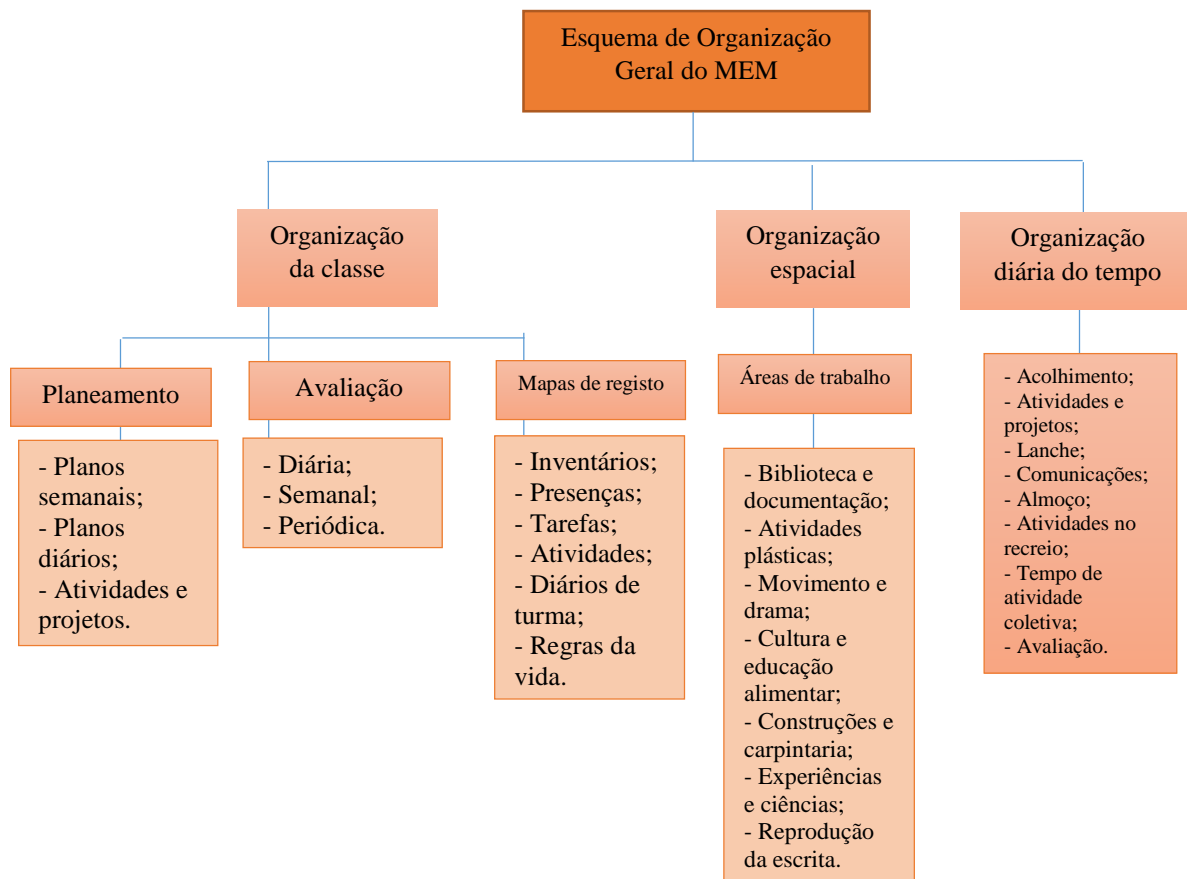 Esquema de Organização
Geral do MEM
Organização
da classe
Organização
espacial
Organização
diária do tempo
Planeamento
Avaliação
Mapas de registo
Áreas de trabalho
- Planos
semanais;
- Planos
diários;
- Atividades e
projetos.
- Diária;
- Semanal;
- Periódica.
- Inventários;
- Presenças;
- Tarefas;
- Atividades;
- Diários de
turma;
- Regras da
vida.
- Biblioteca e
documentação;
- Atividades
plásticas;
- Movimento e
drama;
- Cultura e
educação
alimentar;
- Construções e
carpintaria;
- Experiências
e ciências;
- Reprodução
da escrita.
- Acolhimento;
- Atividades e
projetos;
- Lanche;
- Comunicações;
- Almoço;
- Atividades no
recreio;
- Tempo de
atividade
coletiva;
- Avaliação.